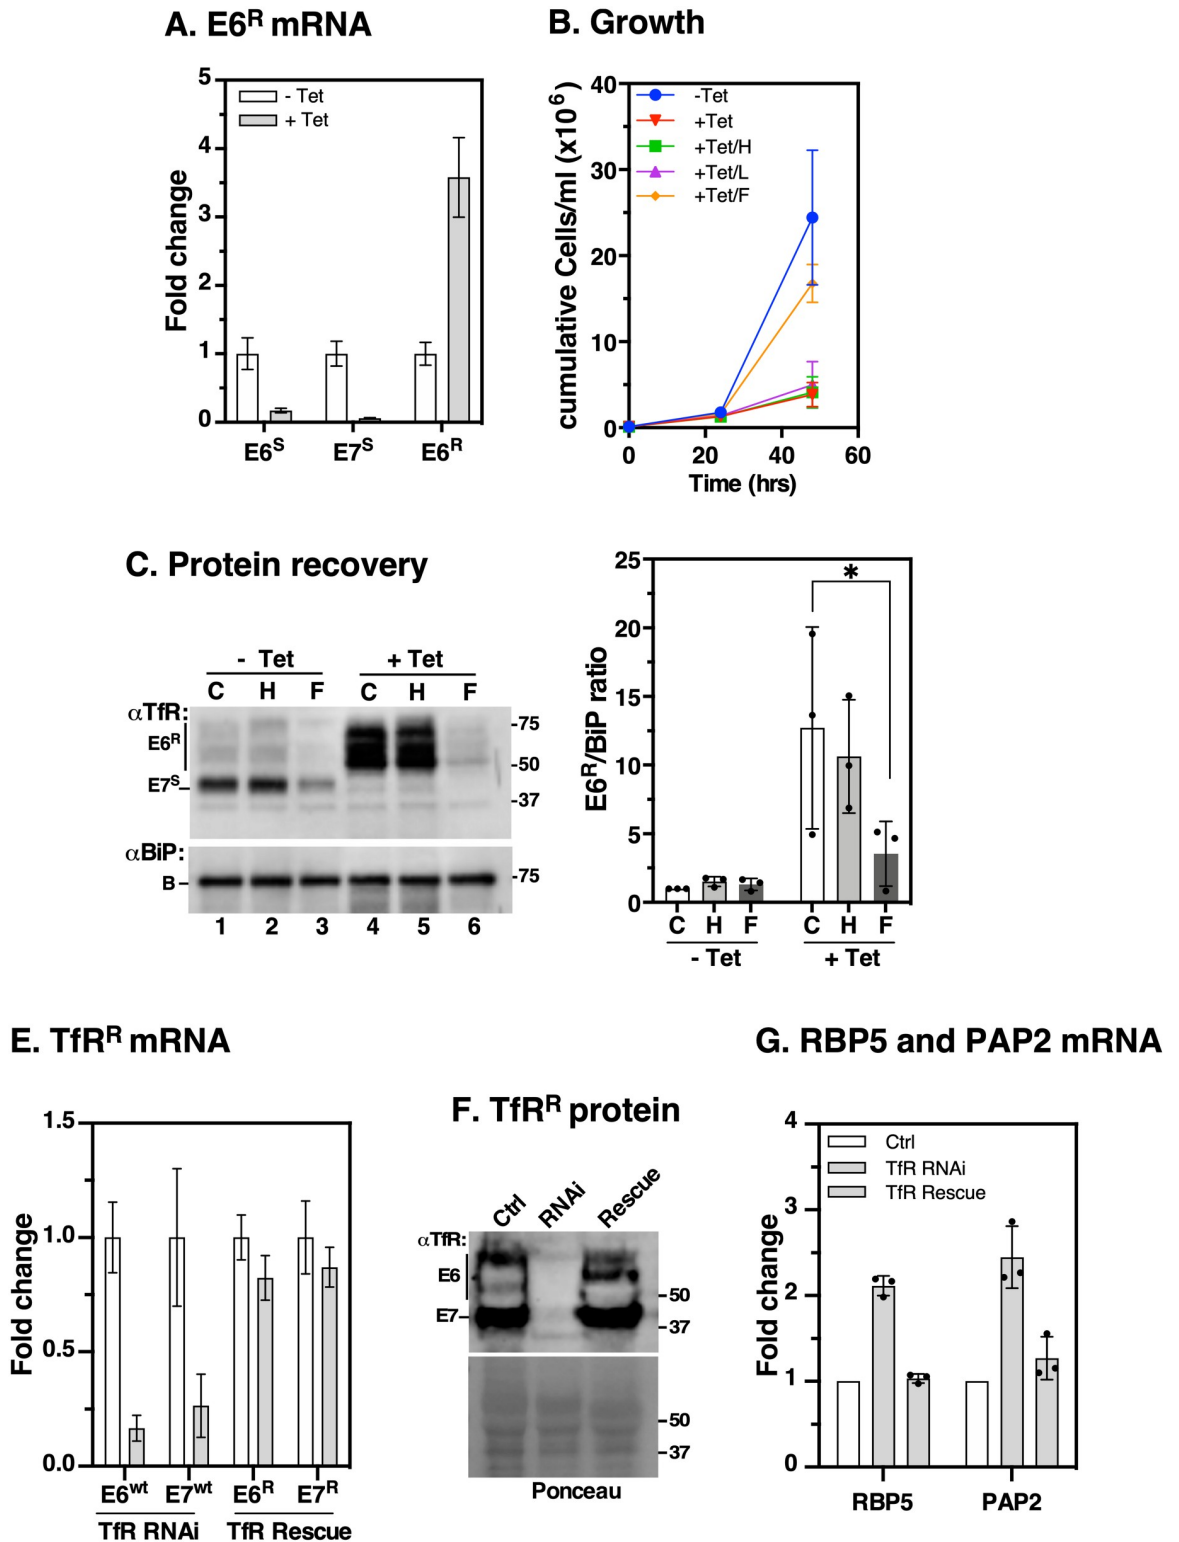 A. E6ᴿ mRNA
5
4
3
2
1
0
Fold change
- Tet
+ Tet
E6ˢ
E7ˢ
E6ᴿ
B. Growth
40
30
20
10
0
cumulative Cells/ml (x10⁶)
-Tet
+Tet
+Tet/H
+Tet/L
+Tet/F
0
20
40
60
Time (hrs)
C. Protein recovery
- Tet
+ Tet
C H F C H F
αTfR:
E6ᴿ
E7ˢ
-75
-50
-37
αBiP:
B
-75
1 2 3 4 5 6
25
20
15
10
5
0
E6ᴿ/BiP ratio
*
C H F C H F
- Tet
+ Tet
E. TfRᴿ mRNA
1.5
1.0
0.5
0.0
Fold change
E6ʷᵗ E7ʷᵗ E6ᴿ E7ᴿ
TfR RNAi
TfR Rescue
F. TfRᴿ protein
Ctrl
RNAi
Rescue
αTfR:
E6
E7
50
37
50
37
Ponceau
G. RBP5 and PAP2 mRNA
4
3
2
1
0
Fold change
Ctrl
TfR RNAi
TfR Rescue
RBP5
PAP2